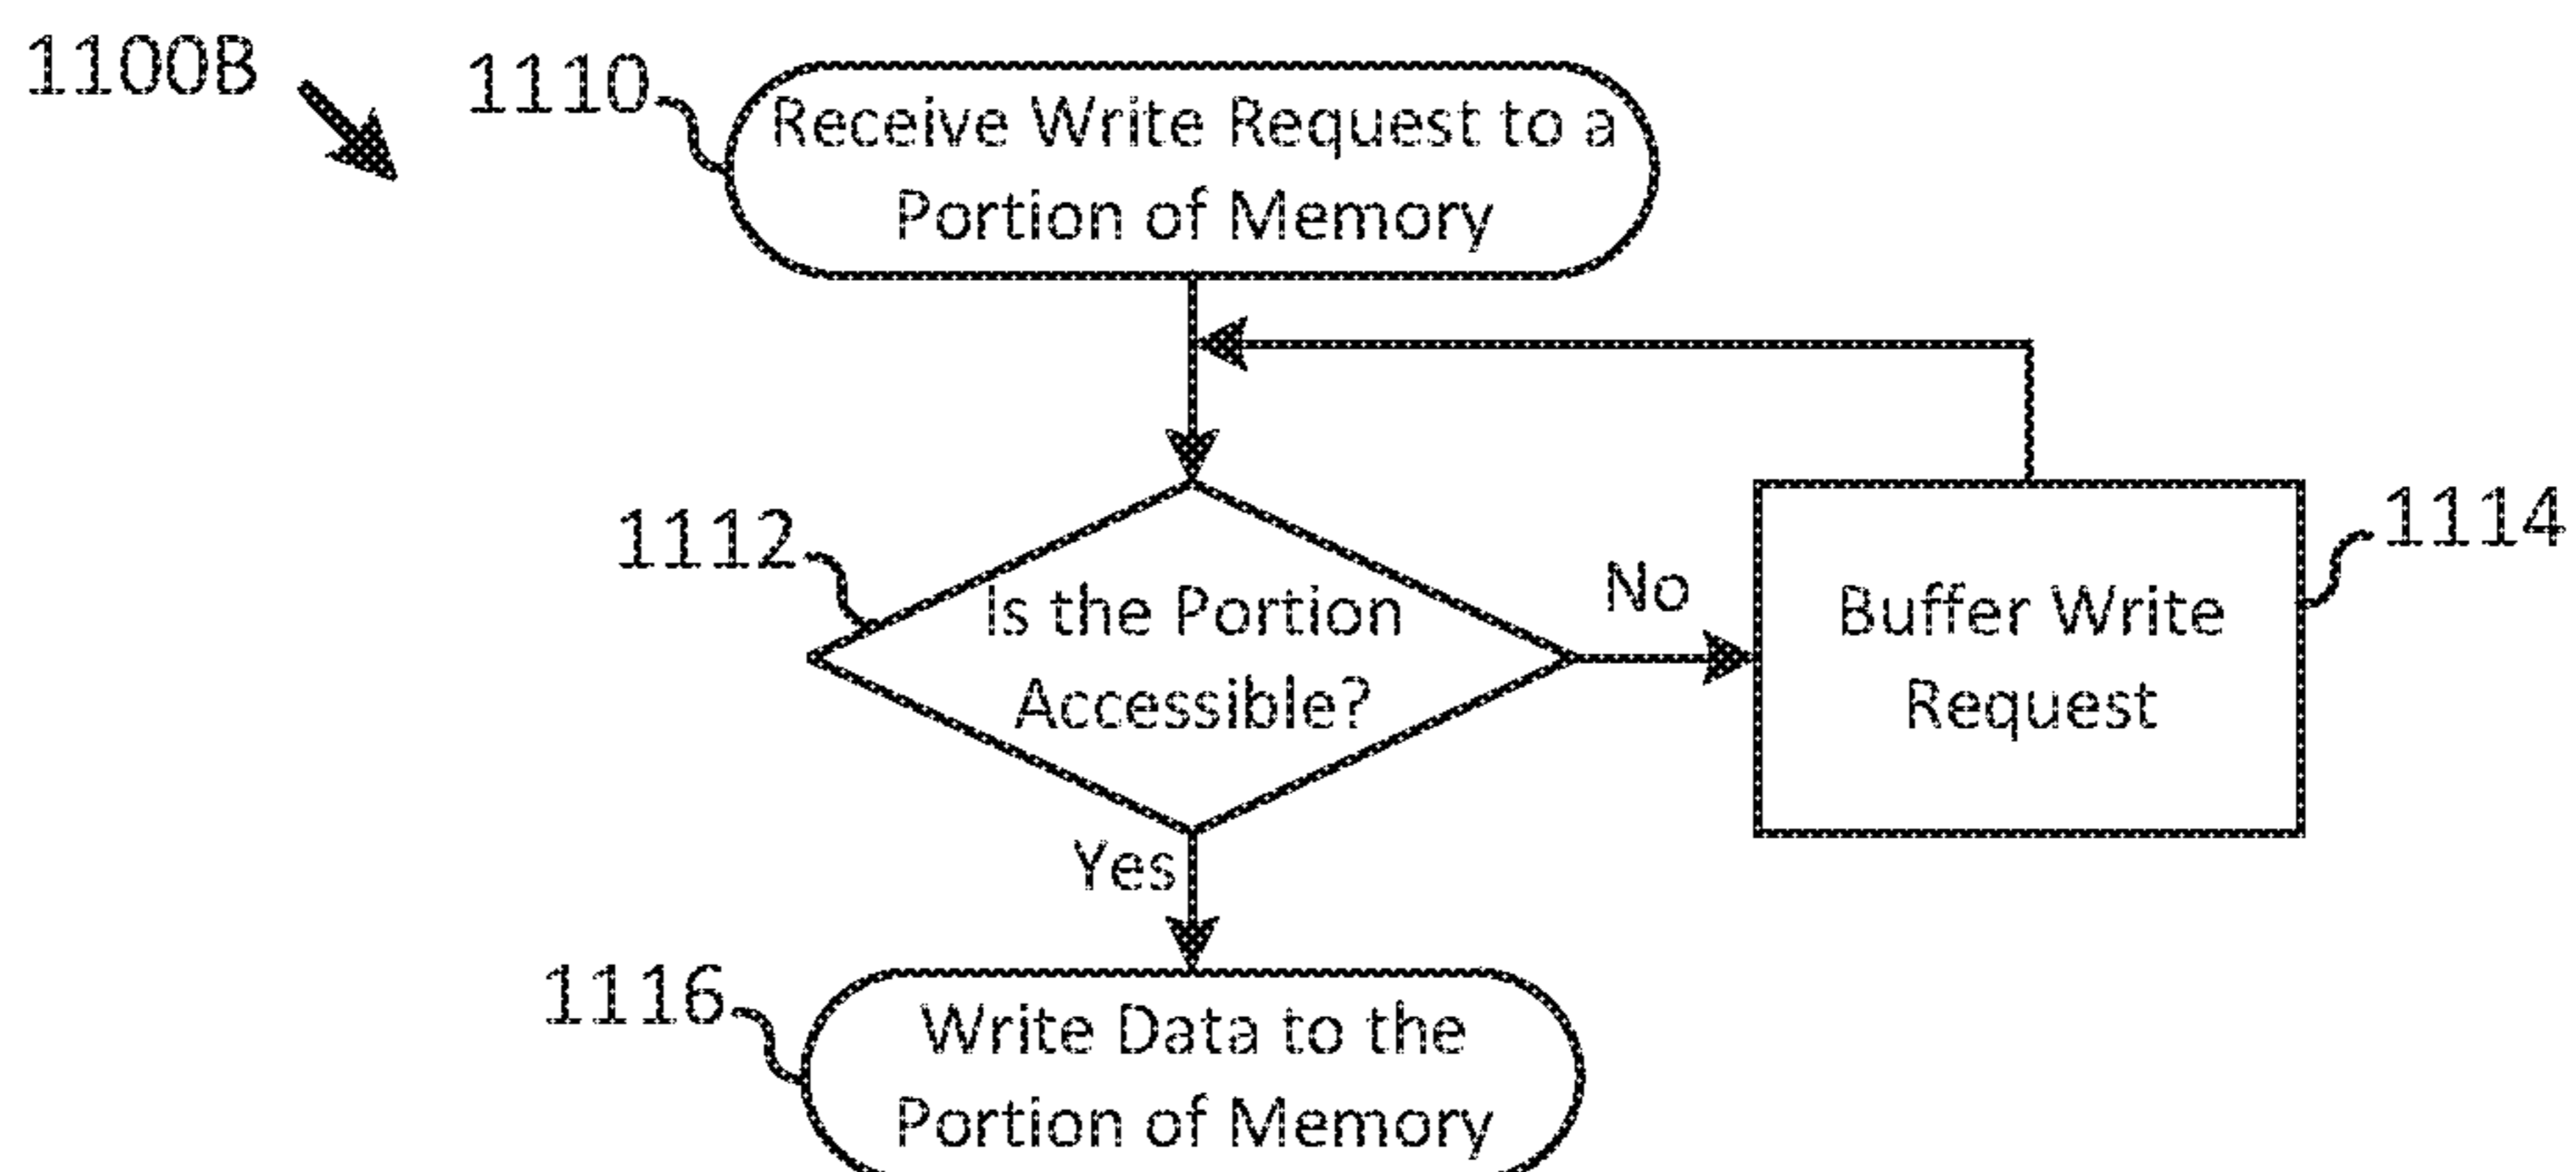 1100B
1110
Receive Write Request to a
Portion of Memory
1112
Is the Portion
Accessible?
No
Buffer Write
Request
1114
Yes
1116
Write Data to the
Portion of Memory